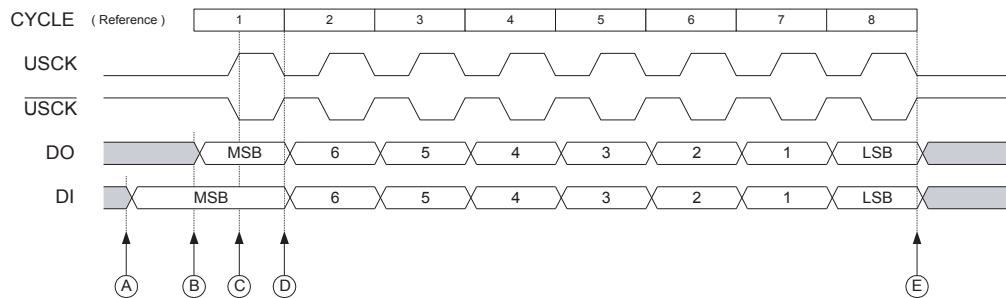 CYCLE ( Reference ) 1 2 3 4 5 6 7 8
USCK
USCK
DO MSB 6 5 4 3 2 1 LSB
DI MSB 6 5 4 3 2 1 LSB
A B C D E